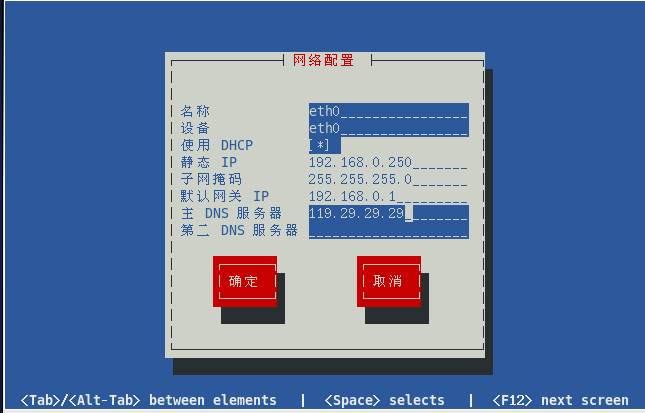 网络配置
名称 eth0
设备 eth0
使用 DHCP [*]
静态 IP 192.168.0.250
子网掩码 255.255.255.0
默认网关 IP 192.168.0.1
主 DNS 服务器 119.29.29.29
第二 DNS 服务器
确定 取消
<Tab>/<Alt-Tab> between elements | <Space> selects | <F12> next screen